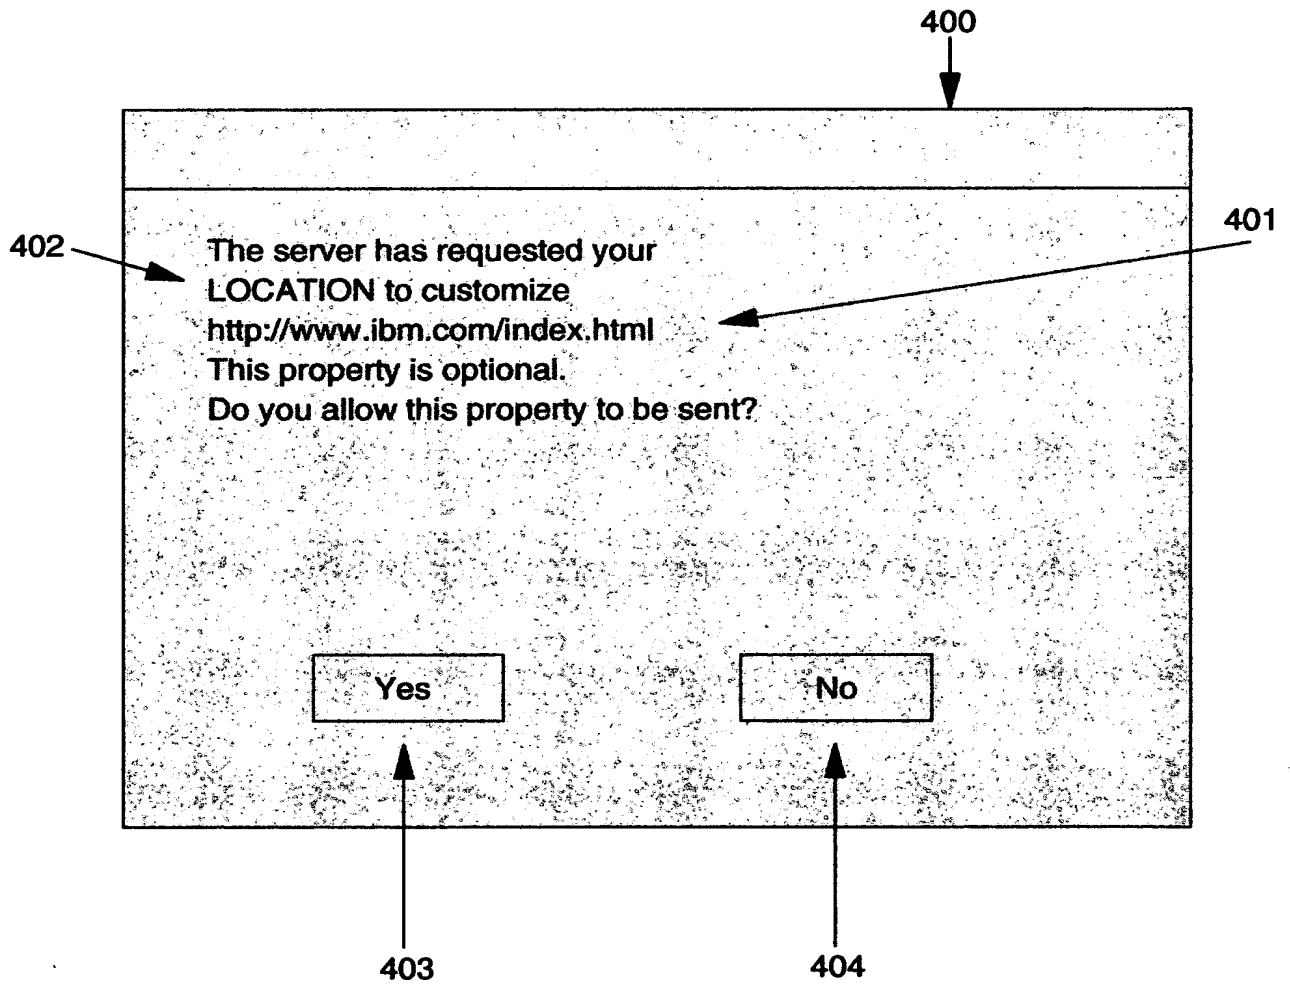 400
401
402
The server has requested your
LOCATION to customize
http://www.ibm.com/index.html
This property is optional.
Do you allow this property to be sent?
Yes
No
403
404